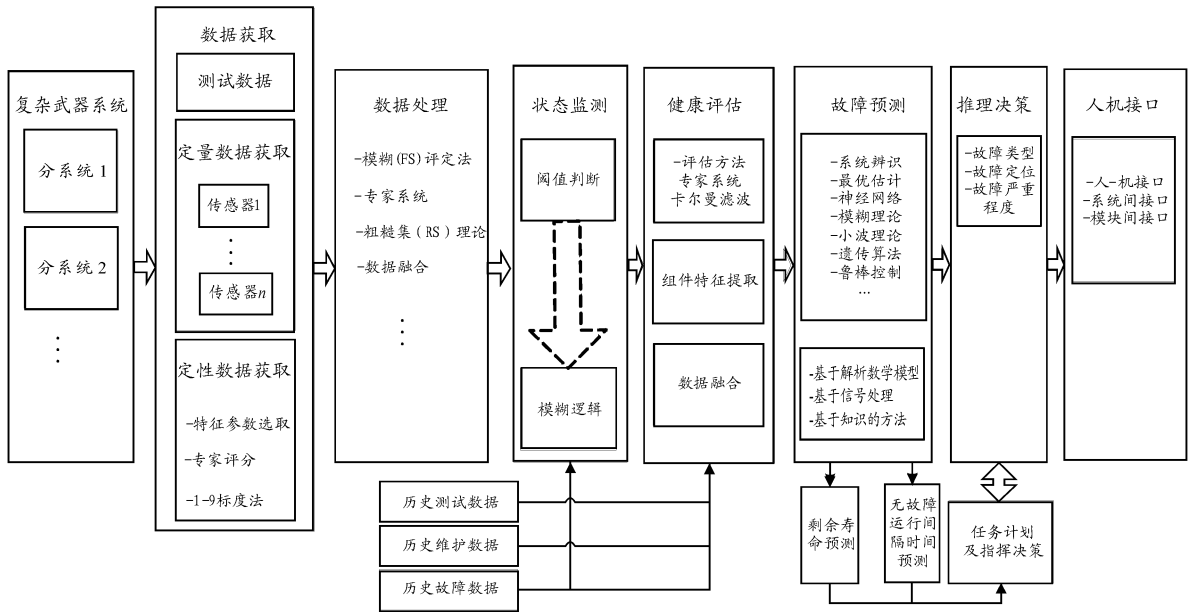 复杂武器系统
分系统1
分系统2
⋮
数据获取
测试数据
定量数据获取
传感器1
⋮
传感器n
定性数据获取
-特征参数选取
-专家评分
-1-9标度法
数据处理
-模糊(FS)评定法
-专家系统
-粗糙集(RS)理论
-数据融合
⋮
状态监测
阈值判断
模糊逻辑
健康评估
-评估方法
专家系统
卡尔曼滤波
组件特征提取
数据融合
故障预测
-系统辨识
-最优估计
-神经网络
-模糊理论
-小波理论
-遗传算法
-鲁棒控制
...
-基于解析数学模型
-基于信号处理
-基于知识的方法
推理决策
-故障类型
-故障定位
-故障严重
程度
人机接口
-人-机接口
-系统间接口
-模块间接口
历史测试数据
历史维护数据
历史故障数据
剩余寿
命预测
无故障
运行间
隔时间
预测
任务计划
及指挥决策